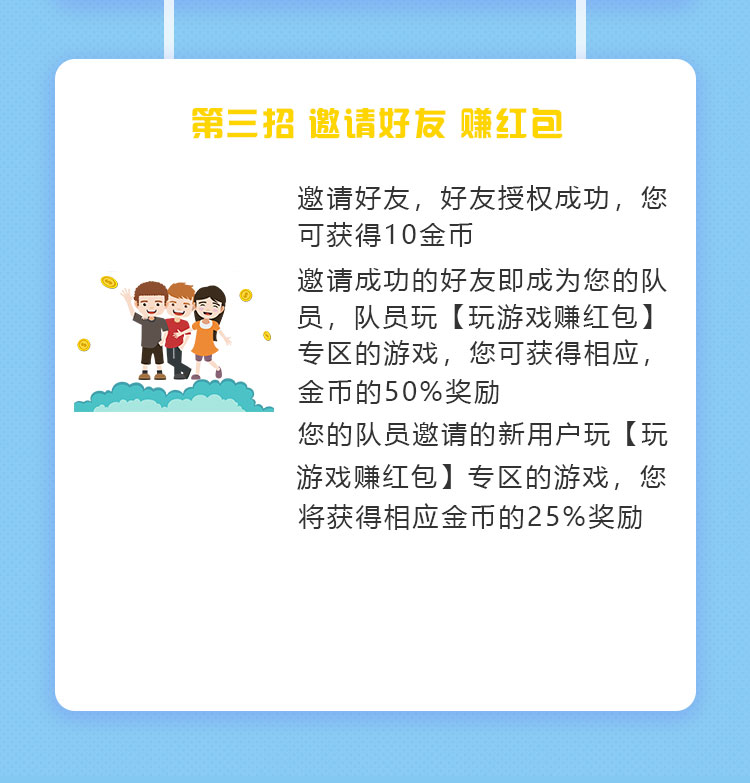 第三招 邀请好友 赚红包
邀请好友，好友授权成功，您
可获得10金币
邀请成功的好友即成为您的队
员，队员玩【玩游戏赚红包】
专区的游戏，您可获得相应，
金币的50%奖励
您的队员邀请的新用户玩【玩
游戏赚红包】专区的游戏，您
将获得相应金币的25%奖励